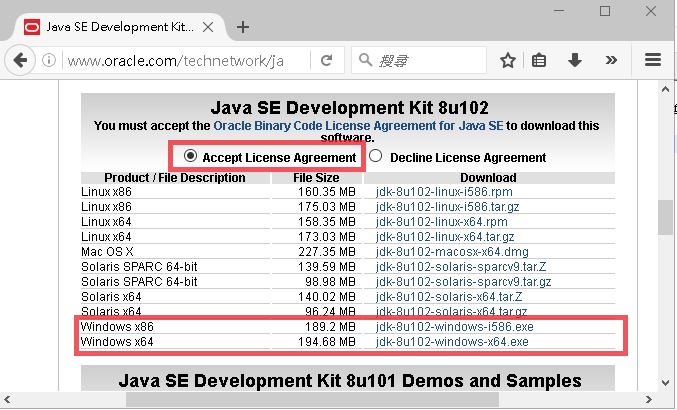 Java SE Development Kit...
www.oracle.com/technetwork/ja
搜尋
Java SE Development Kit 8u102
You must accept the Oracle Binary Code License Agreement for Java SE to download this
software.
Accept License Agreement Decline License Agreement
Product / File Description File Size Download
Linux x86 160.35 MB jdk-8u102-linux-i586.rpm
Linux x86 175.03 MB jdk-8u102-linux-i586.tar.gz
Linux x64 158.35 MB jdk-8u102-linux-x64.rpm
Linux x64 173.03 MB jdk-8u102-linux-x64.tar.gz
Mac OS X 227.35 MB jdk-8u102-macosx-x64.dmg
Solaris SPARC 64-bit 139.59 MB jdk-8u102-solaris-sparcv9.tar.Z
Solaris SPARC 64-bit 98.98 MB jdk-8u102-solaris-sparcv9.tar.gz
Solaris x64 140.02 MB jdk-8u102-solaris-x64.tar.Z
Solaris x64 96.24 MB jdk-8u102-solaris-x64.tar.gz
Windows x86 189.2 MB jdk-8u102-windows-i586.exe
Windows x64 194.68 MB jdk-8u102-windows-x64.exe
Java SE Development Kit 8u101 Demos and Samples